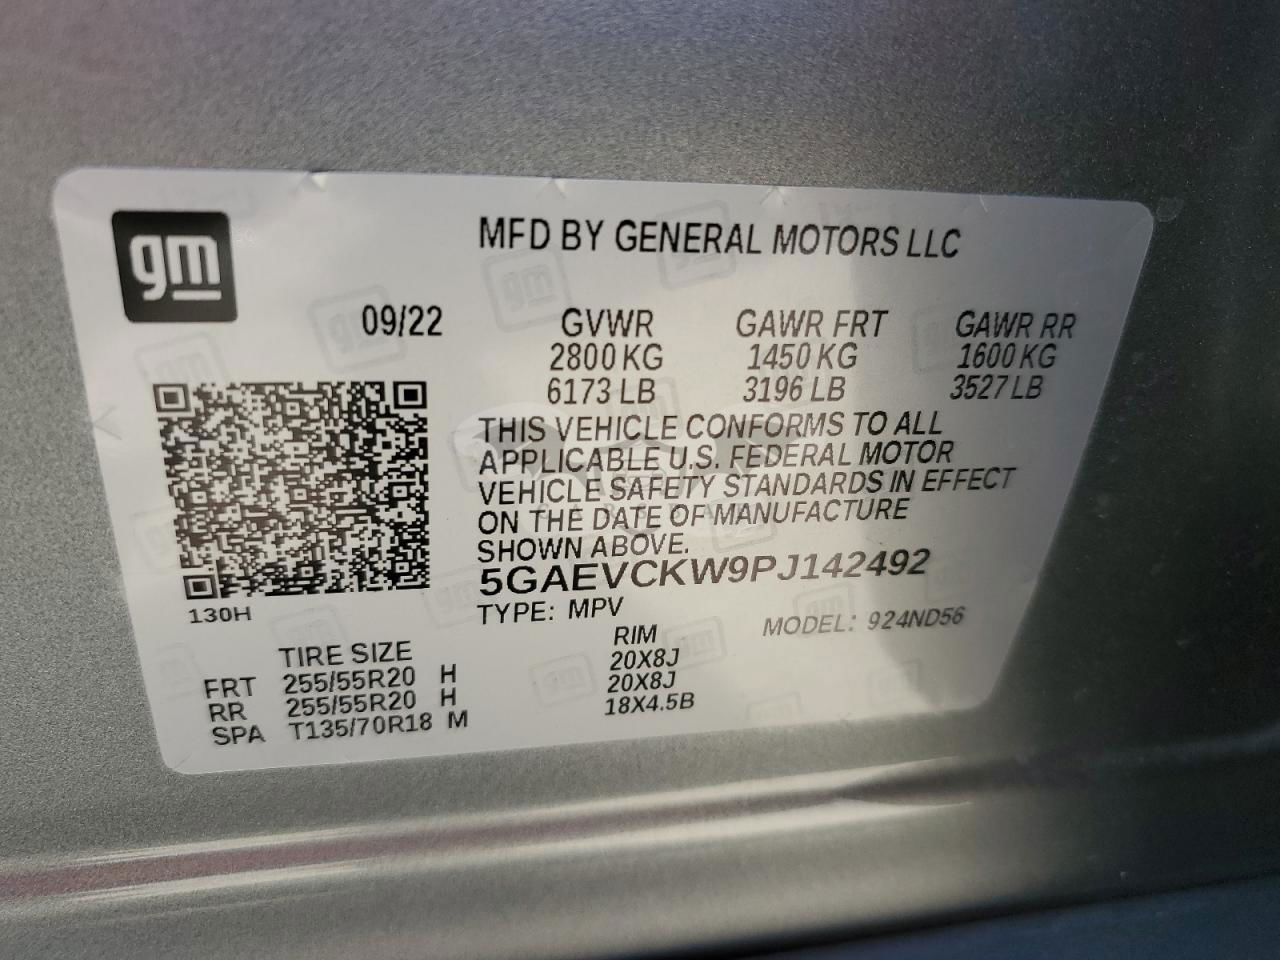 gm
MFD BY GENERAL MOTORS LLC
09/22 GVWR GAWR FRT GAWR RR
2800 KG 1450 KG 1600 KG
6173 LB 3196 LB 3527 LB
THIS VEHICLE CONFORMS TO ALL
APPLICABLE U.S. FEDERAL MOTOR
VEHICLE SAFETY STANDARDS IN EFFECT
ON THE DATE OF MANUFACTURE
SHOWN ABOVE.
5GAEVCKW9PJ142492
130H
TYPE: MPV MODEL: 924ND56
TIRE SIZE RIM
FRT 255/55R20 H 20X8J
RR 255/55R20 H 20X8J
SPA T135/70R18 M 18X4.5B